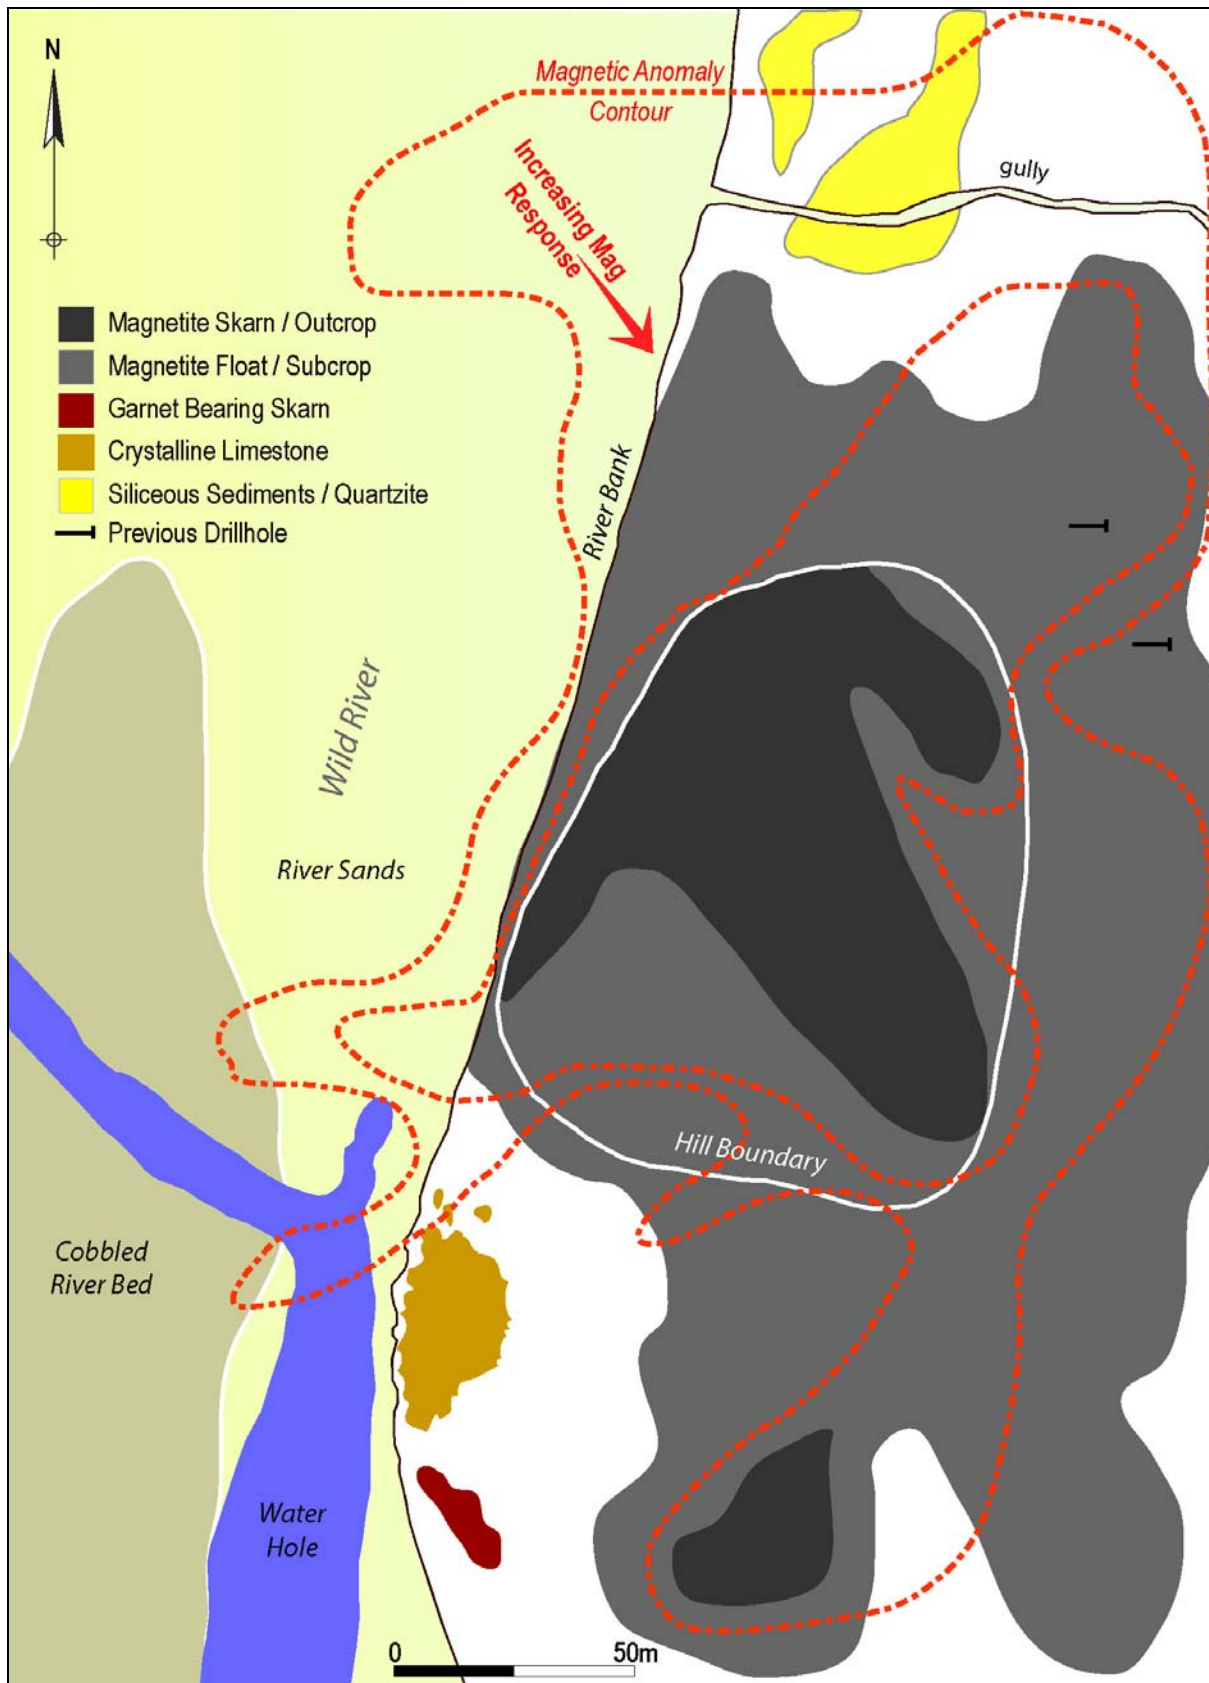 N
Magnetic Anomaly
Contour
Increasing Mag
Response
gully
Magnetite Skarn / Outcrop
Magnetite Float / Subcrop
Garnet Bearing Skarn
Crystalline Limestone
Siliceous Sediments / Quartzite
Previous Drillhole
River Bank
Wild River
River Sands
Hill Boundary
Cobbled
River Bed
Water
Hole
0
50m